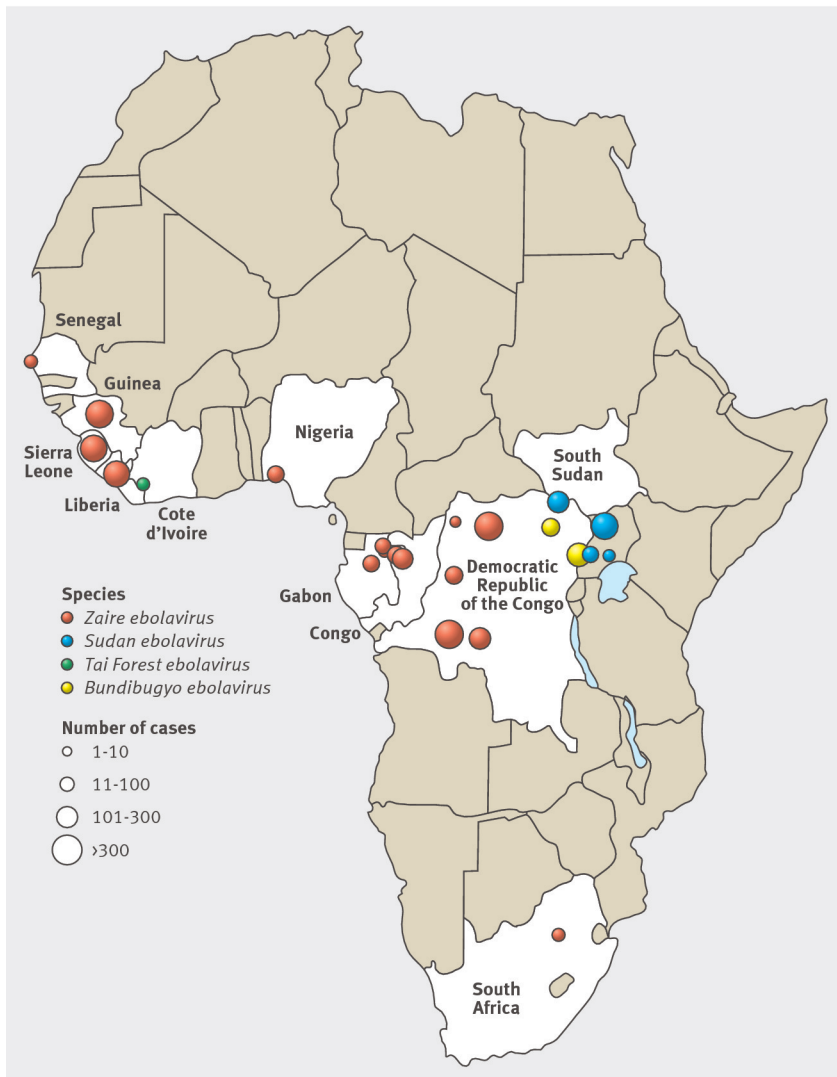 Senegal
Guinea
Nigeria
Sierra
Leone
South
Sudan
Liberia
Cote
d'Ivoire
Democratic
Republic
of the Congo
Gabon
Congo
Species
Zaire ebolavirus
Sudan ebolavirus
Tai Forest ebolavirus
Bundibugyo ebolavirus
Number of cases
1-10
11-100
101-300
>300
South
Africa